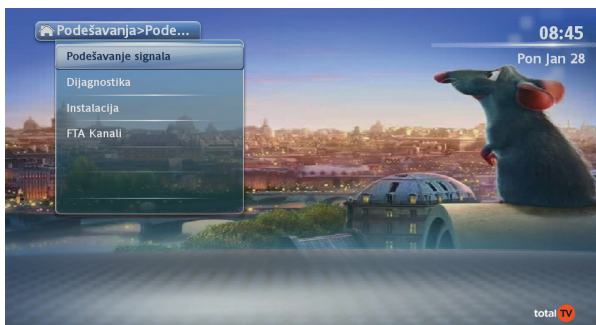 Podešavanja>Pode...
08:45
Pon Jan 28
Podešavanje signala
Dijagnostika
Instalacija
FTA Kanali
total TV